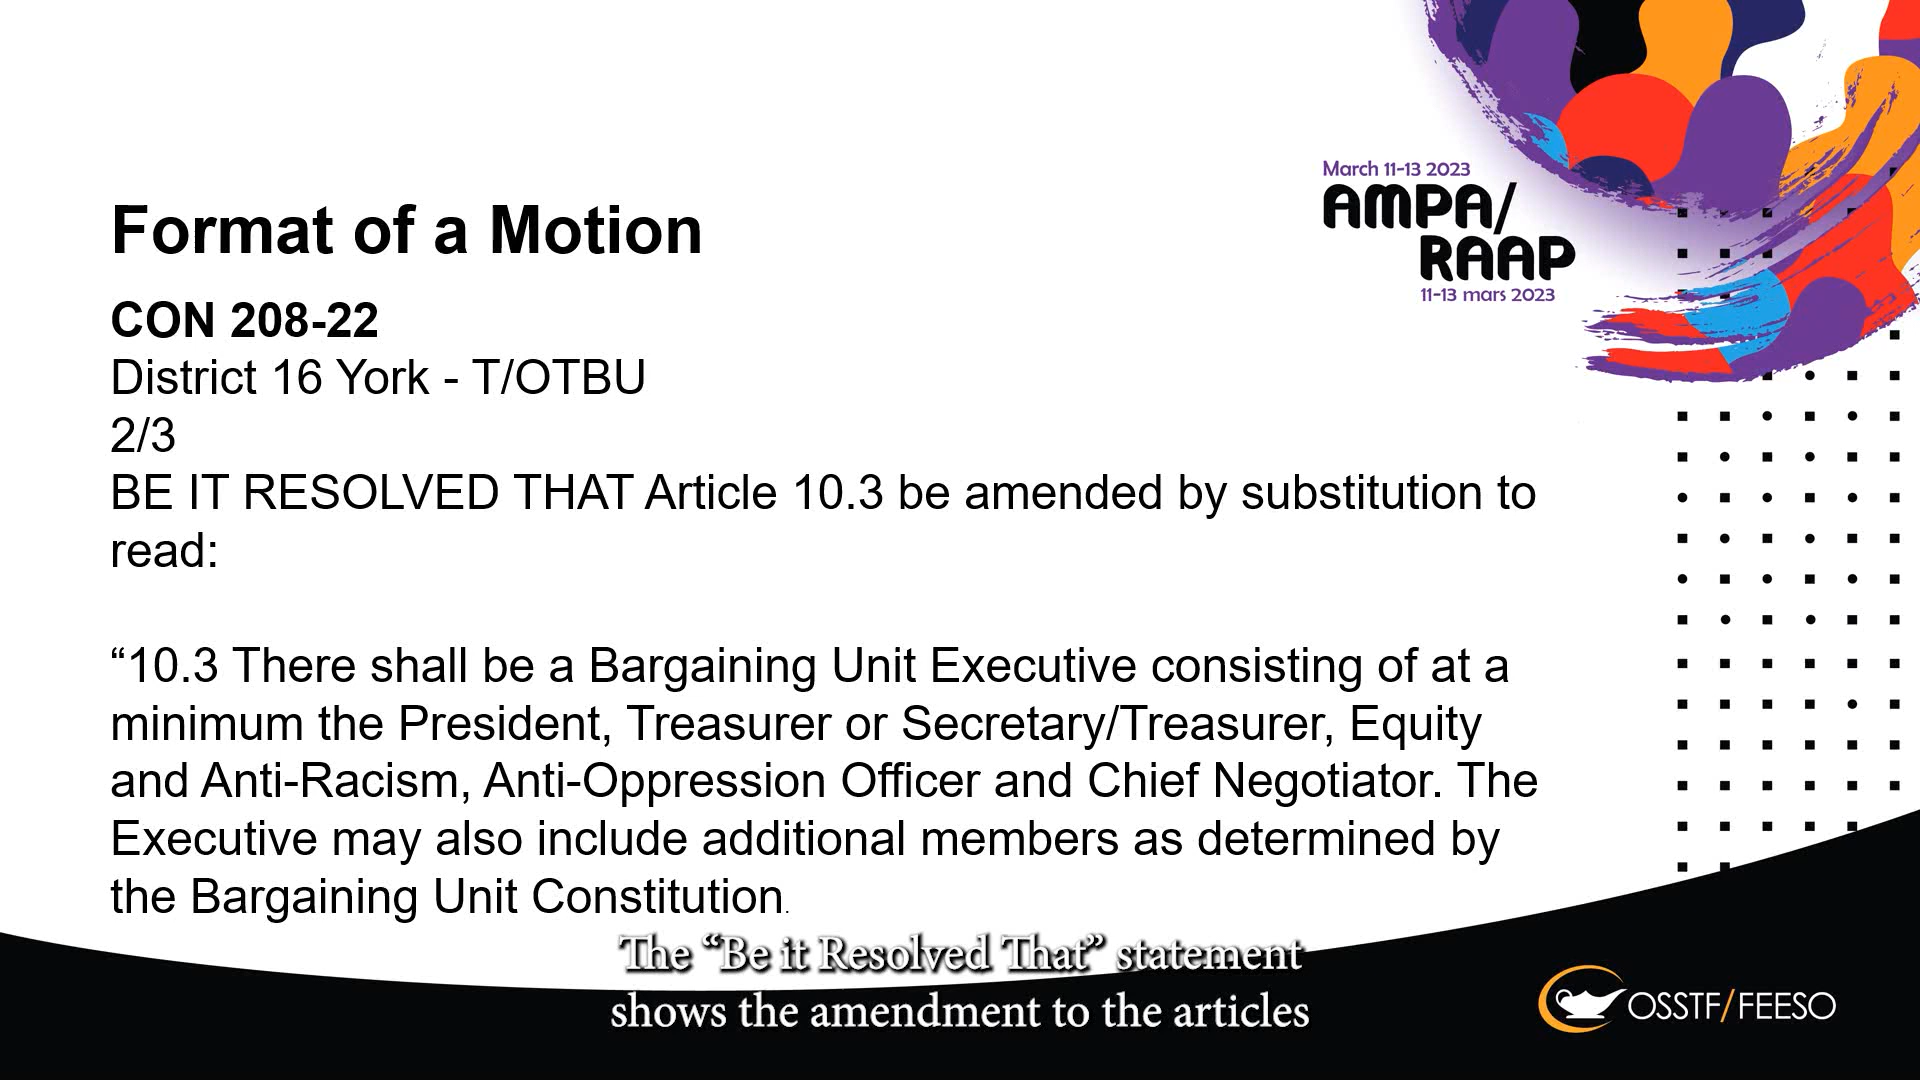 March 11-13 2023
AMPA/
RAAP
11-13 mars 2023
Format of a Motion
CON 208-22
District 16 York - T/OTBU
2/3
BE IT RESOLVED THAT Article 10.3 be amended by substitution to
read:
“10.3 There shall be a Bargaining Unit Executive consisting of at a
minimum the President, Treasurer or Secretary/Treasurer, Equity
and Anti-Racism, Anti-Oppression Officer and Chief Negotiator. The
Executive may also include additional members as determined by
the Bargaining Unit Constitution.
The “Be it Resolved That” statement
shows the amendment to the articles
OSSTF/FEESO